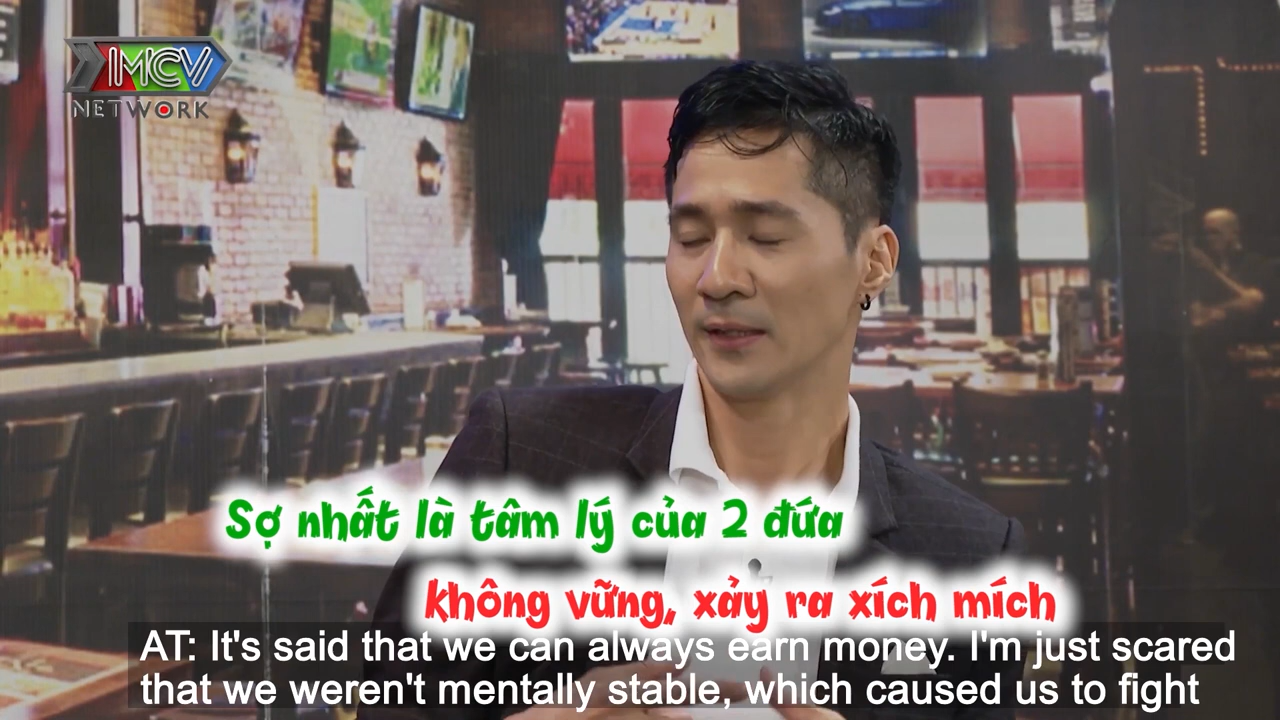 MCV
NETWORK
Sợ nhất là tâm lý của 2 đứa
không vững, xảy ra xích mích
AT: It's said that we can always earn money. I'm just scared
that we weren't mentally stable, which caused us to fight